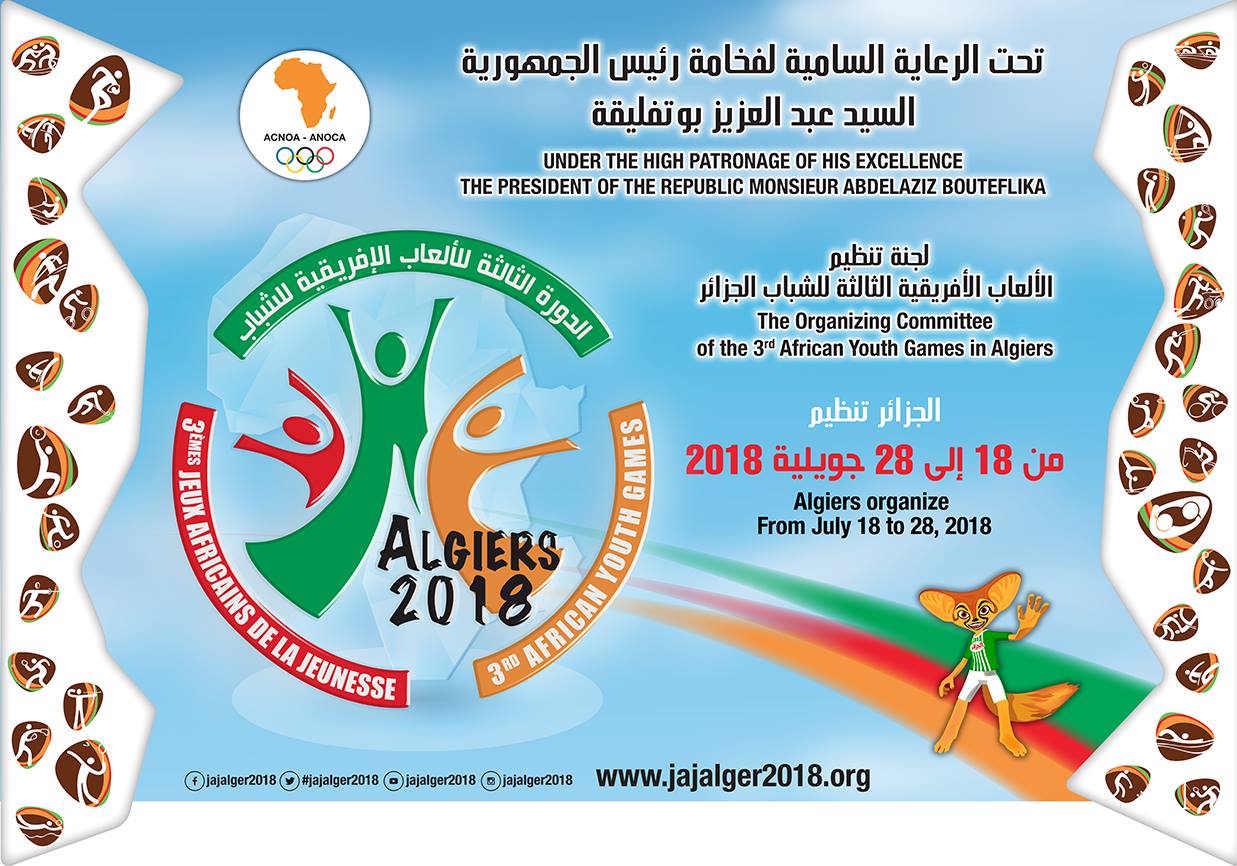 تحت الرعاية السامية لفخامة رئيس الجمهورية
السيد عبد العزيز بوتفليقة
UNDER THE HIGH PATRONAGE OF HIS EXCELLENCE
THE PRESIDENT OF THE REPUBLIC MONSIEUR ABDELAZIZ BOUTEFLIKA
ACNOA - ANOCA
لجنة تنظيم
الألعاب الأفريقية الثالثة للشباب الجزائر
The Organizing Committee
of the 3rd African Youth Games in Algiers
الدورة الثالثة للألعاب الإفريقية للشباب
3ÈMES JEUX AFRICAINS DE LA JEUNESSE
3RD AFRICAN YOUTH GAMES
ALGIERS
2018
الجزائر تنظيم
من 18 إلى 28 جويلية 2018
Algiers organize
From July 18 to 28, 2018
jajalger2018 #jajalger2018 jajalger2018 jajalger2018
www.jajalger2018.org